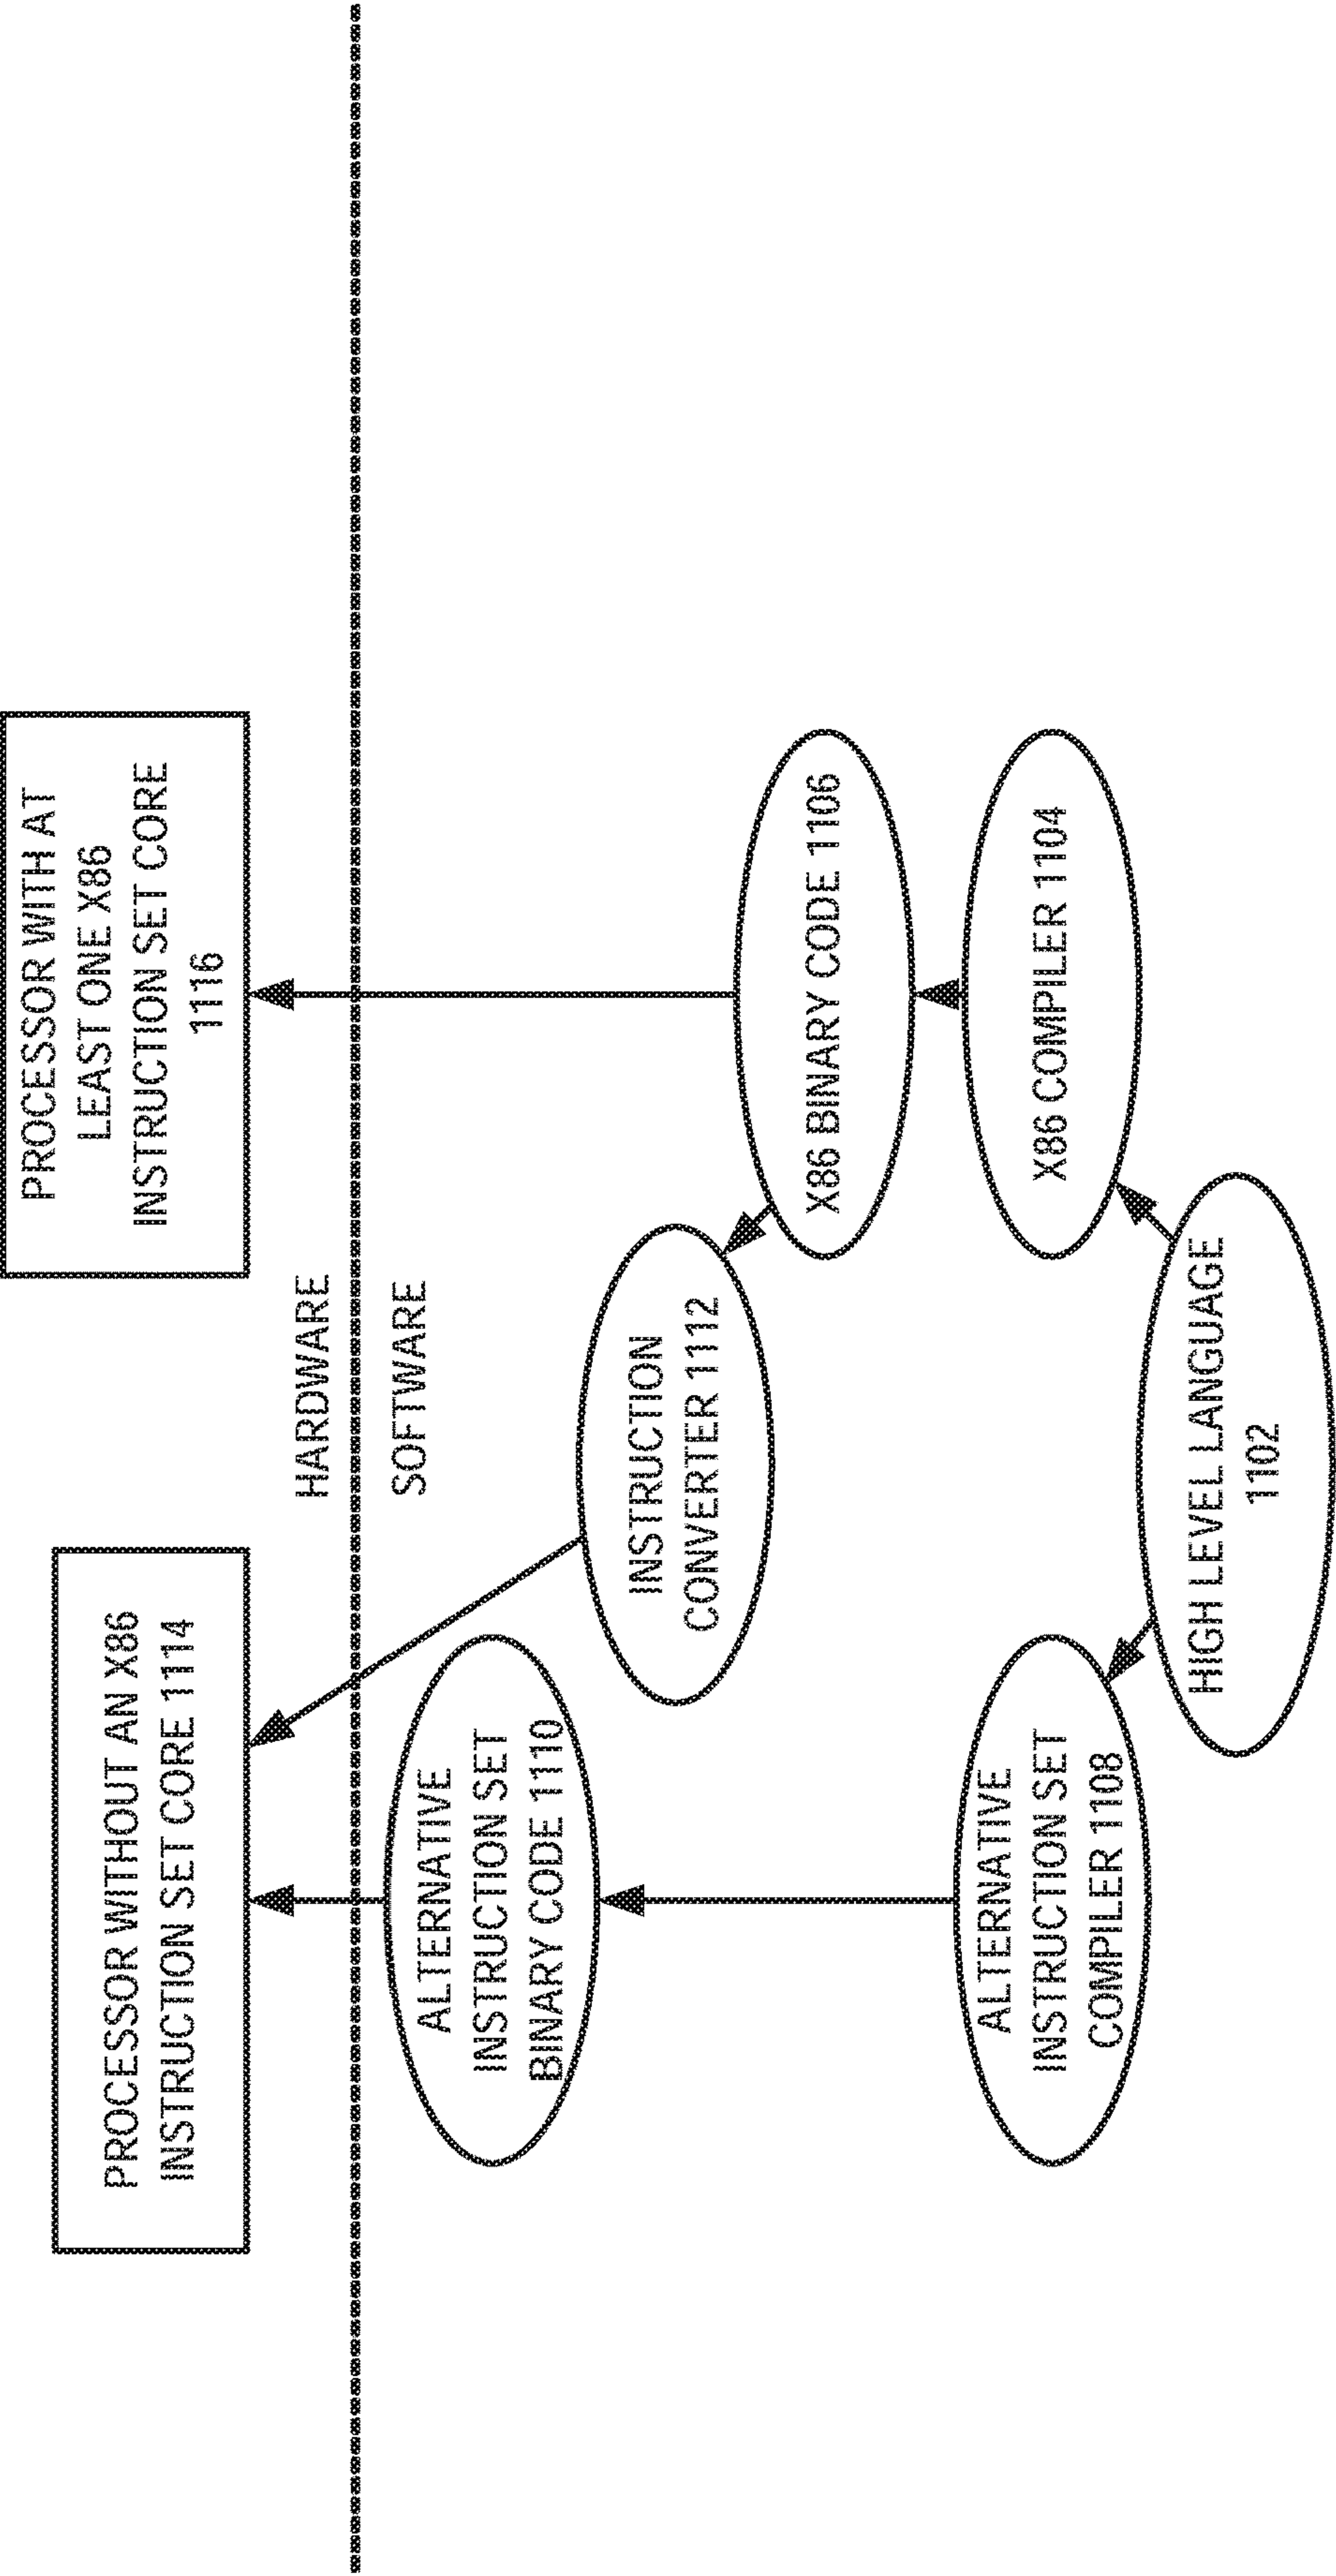 PROCESSOR WITHOUT AN X86
INSTRUCTION SET CORE 1114
PROCESSOR WITH AT
LEAST ONE X86
INSTRUCTION SET CORE
1116
HARDWARE
SOFTWARE
ALTERNATIVE
INSTRUCTION SET
BINARY CODE 1110
INSTRUCTION
CONVERTER 1112
X86 BINARY CODE 1106
ALTERNATIVE
INSTRUCTION SET
COMPILER 1108
X86 COMPILER 1104
HIGH LEVEL LANGUAGE
1102